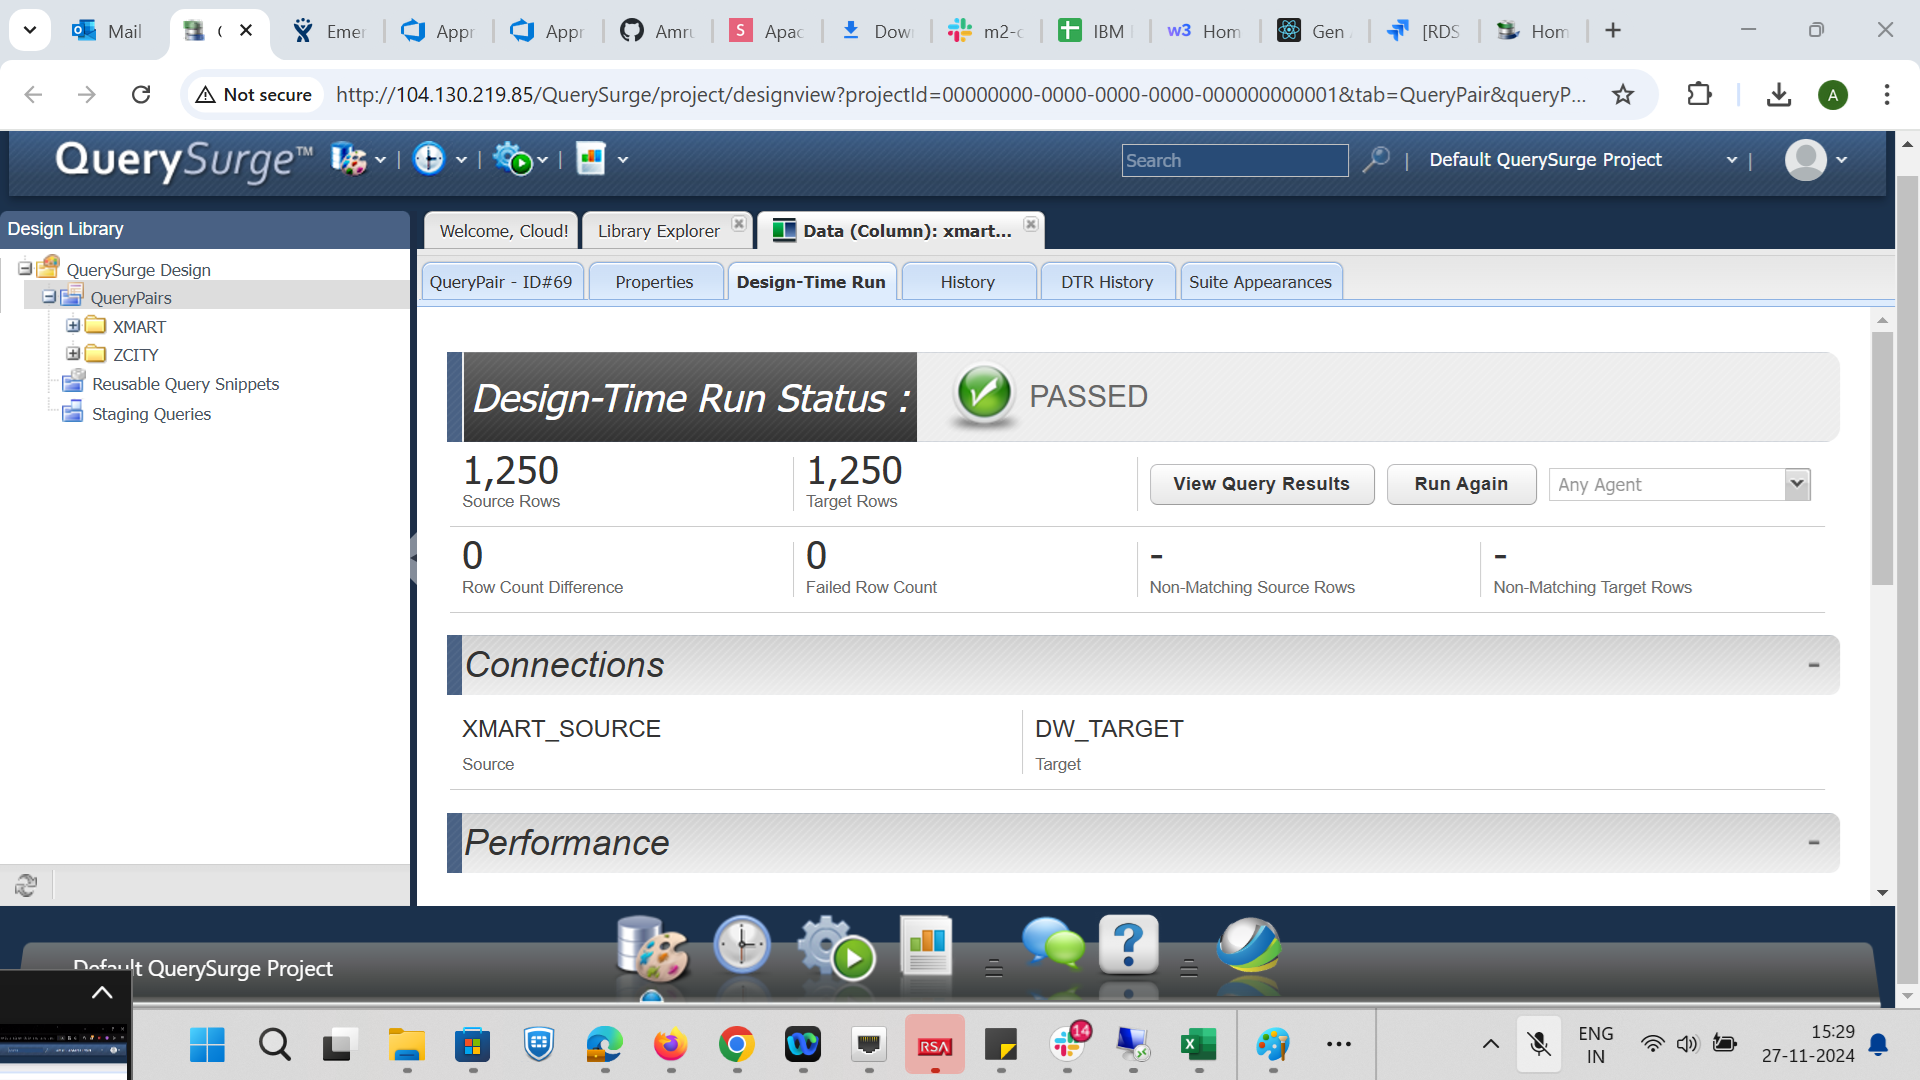 Mail
Emer
Appr
Appr
Amru
Apac
Down
m2-c
IBM
Hom
Gen
[RDS
Hom
Not secure
http://104.130.219.85/QuerySurge/project/designview?projectId=00000000-0000-0000-0000-000000000001&tab=QueryPair&queryP...
A
QuerySurge™
Search
Default QuerySurge Project
Design Library
Welcome, Cloud!
Library Explorer
Data (Column): xmart...
QuerySurge Design
QueryPairs
XMART
ZCITY
Reusable Query Snippets
Staging Queries
QueryPair - ID#69
Properties
Design-Time Run
History
DTR History
Suite Appearances
Design-Time Run Status :
PASSED
1,250
Source Rows
1,250
Target Rows
View Query Results
Run Again
Any Agent
0
Row Count Difference
0
Failed Row Count
-
Non-Matching Source Rows
-
Non-Matching Target Rows
Connections
-
XMART_SOURCE
Source
DW_TARGET
Target
Performance
-
Default QuerySurge Project
RSA
14
ENG
IN
15:29
27-11-2024